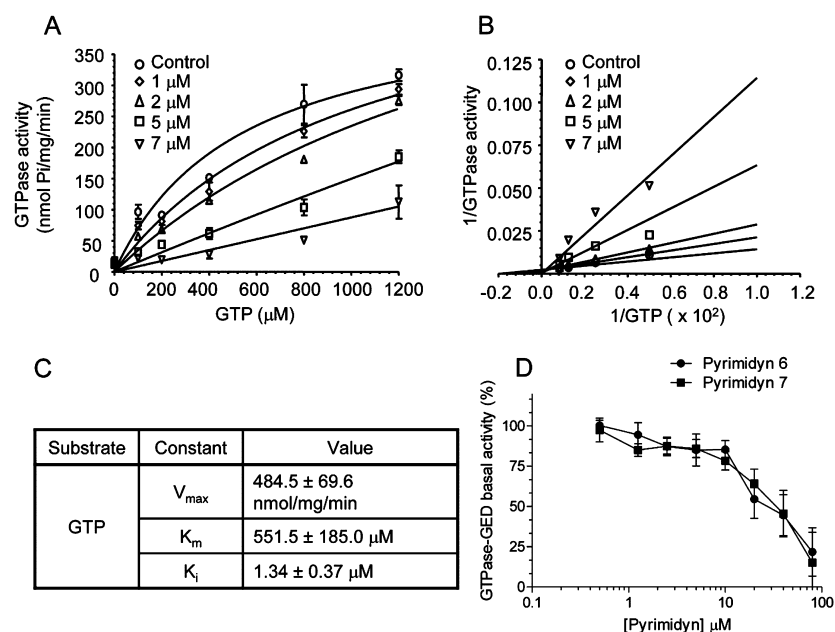 A
350
300
250
200
150
100
50
0
GTPase activity
(nmol Pi/mg/min)
Control
1 µM
2 µM
5 µM
7 µM
0 200 400 600 800 1000 1200
GTP (µM)
B
0.125
0.100
0.075
0.050
0.025
1/GTPase activity
Control
1 µM
2 µM
5 µM
7 µM
-0.2 0.0 0.2 0.4 0.6 0.8 1.0 1.2
1/GTP ( x 10²)
C
Substrate Constant Value
GTP
Vmax 484.5 ± 69.6
nmol/mg/min
Km 551.5 ± 185.0 µM
Ki 1.34 ± 0.37 µM
D
Pyrimidyn 6
Pyrimidyn 7
GTPase-GED basal activity (%)
100
75
50
25
0
0.1 1 10 100
[Pyrimidyn] µM